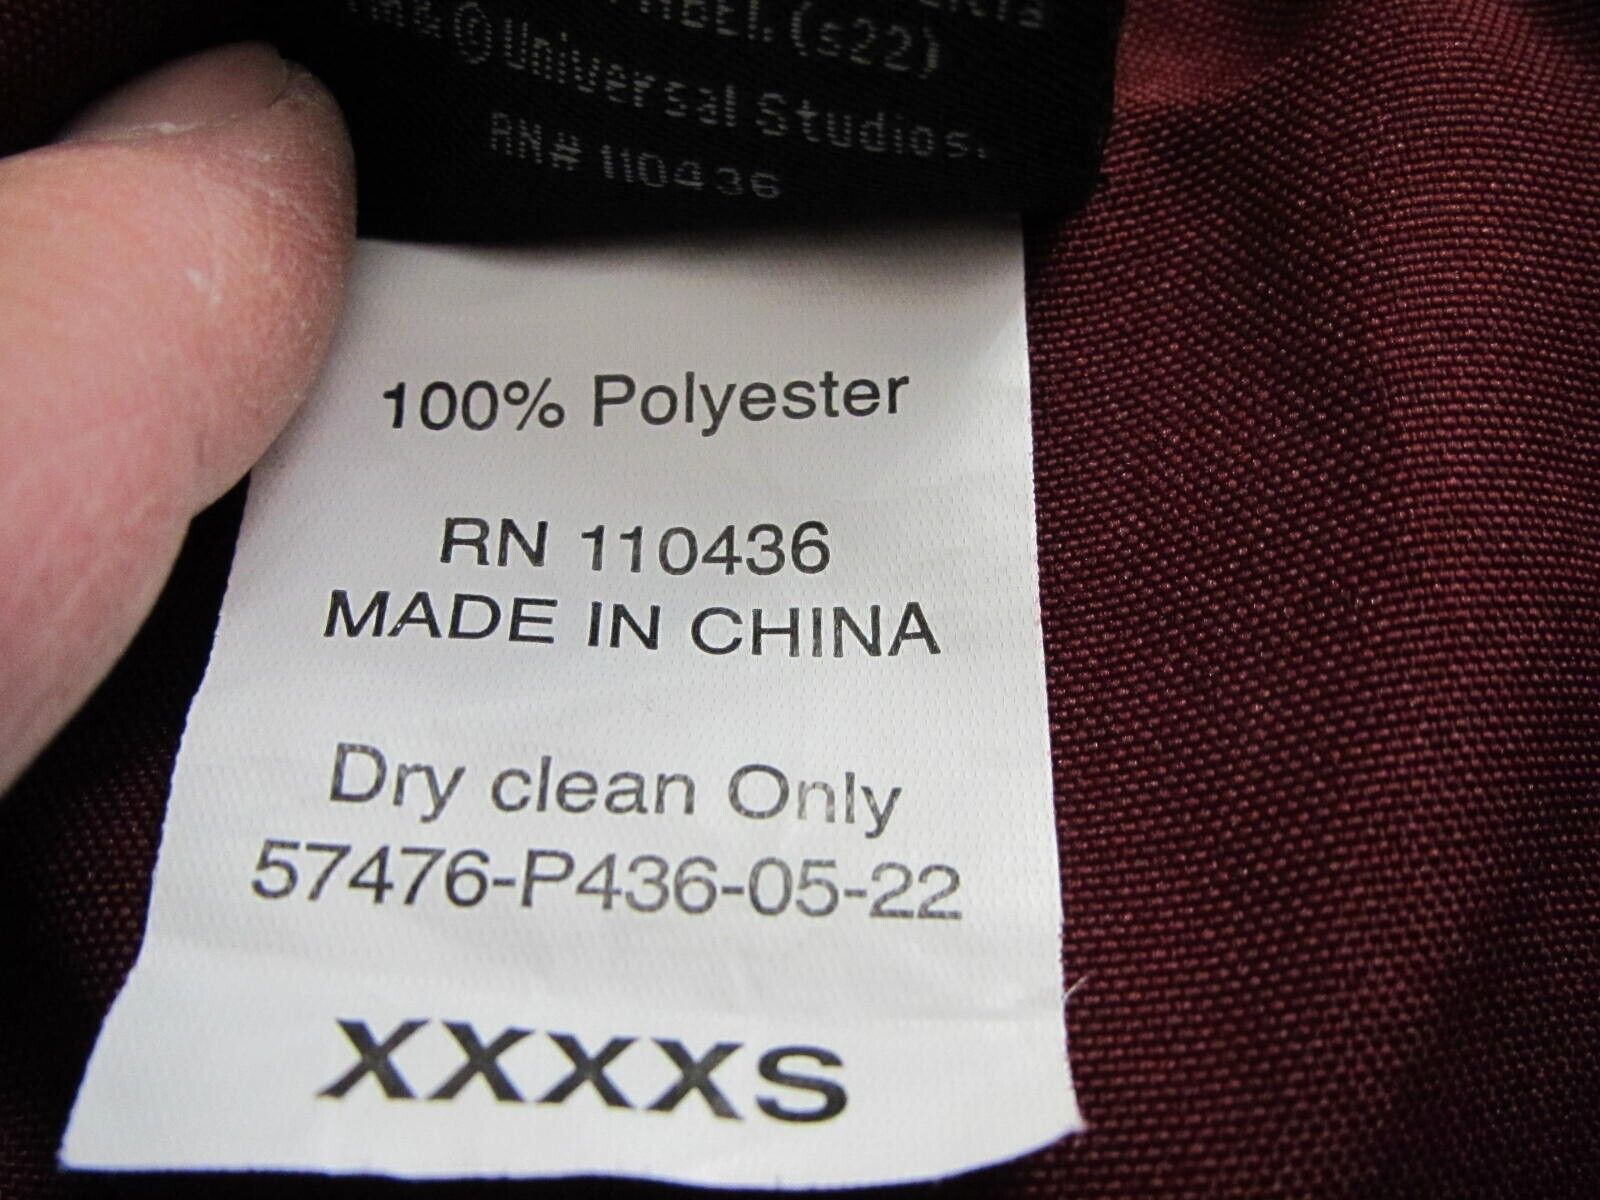 (s22)
© Universal Studios.
RN# 110436
100% Polyester
RN 110436
MADE IN CHINA
Dry clean Only
57476-P436-05-22
XXXXS